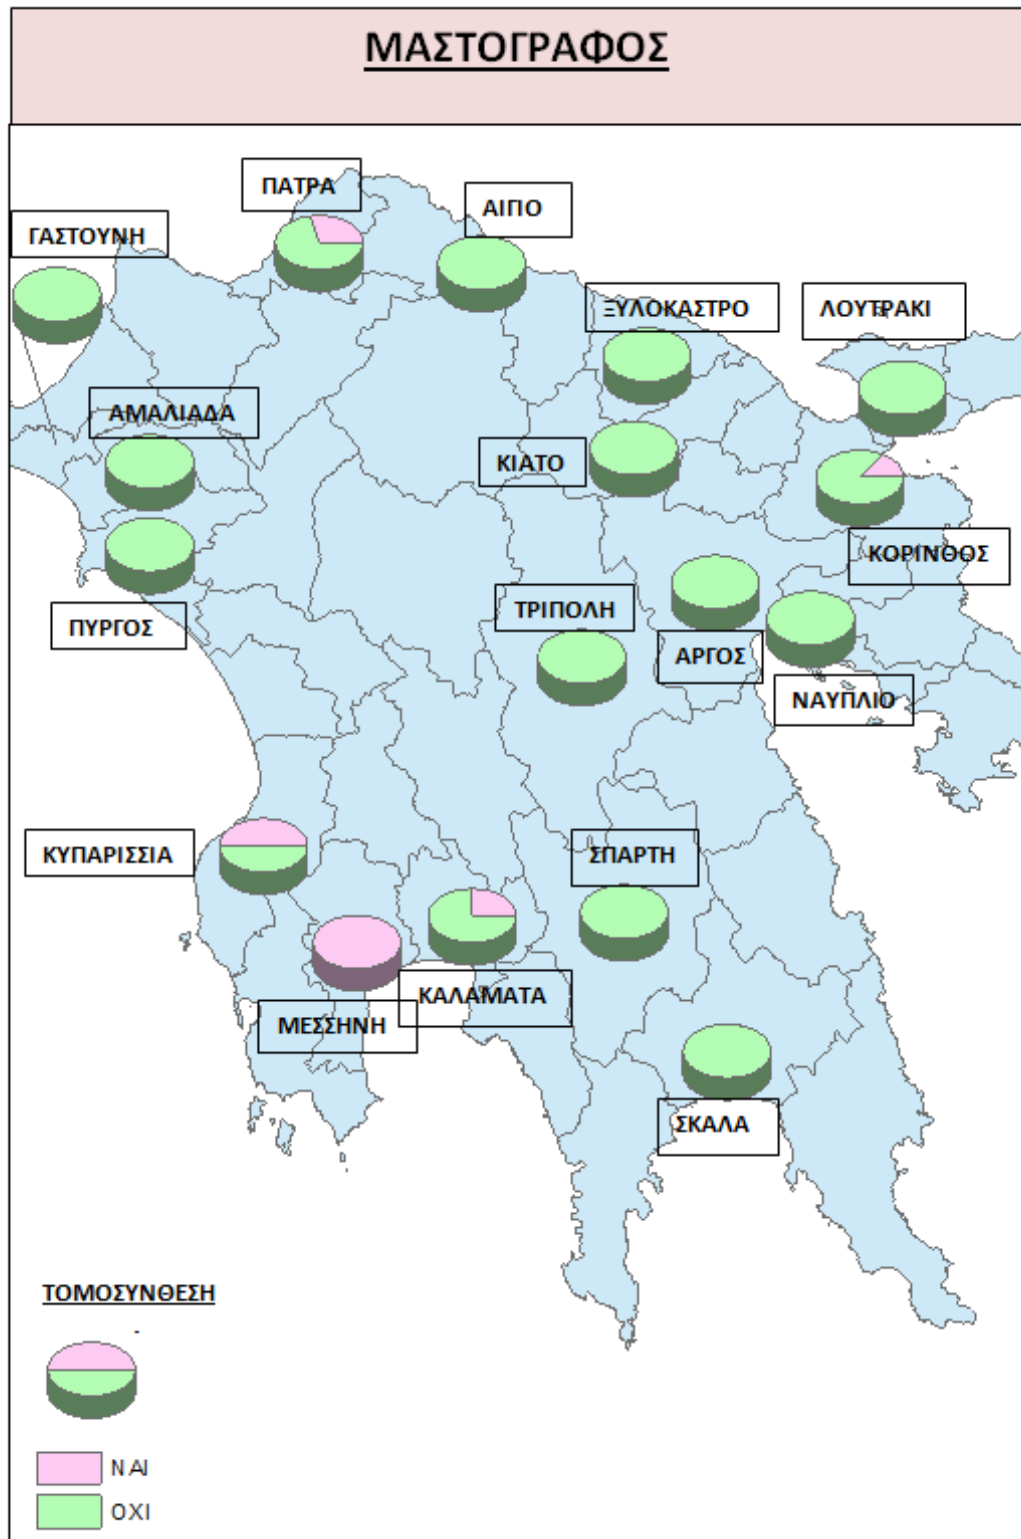 ΜΑΣΤΟΓΡΑΦΟΣ
ΠΑΤΡΑ
ΑΙΓΙΟ
ΓΑΣΤΟΥΝΗ
ΞΥΛΟΚΑΣΤΡΟ
ΛΟΥΤΡΑΚΙ
ΑΜΑΛΙΑΔΑ
ΚΙΑΤΟ
ΚΟΡΙΝΘΟΣ
ΤΡΙΠΟΛΗ
ΠΥΡΓΟΣ
ΑΡΓΟΣ
ΝΑΥΠΛΙΟ
ΚΥΠΑΡΙΣΣΙΑ
ΣΠΑΡΤΗ
ΚΑΛΑΜΑΤΑ
ΜΕΣΣΗΝΗ
ΣΚΑΛΑ
ΤΟΜΟΣΥΝΘΕΣΗ
ΝΑΙ
ΟΧΙ